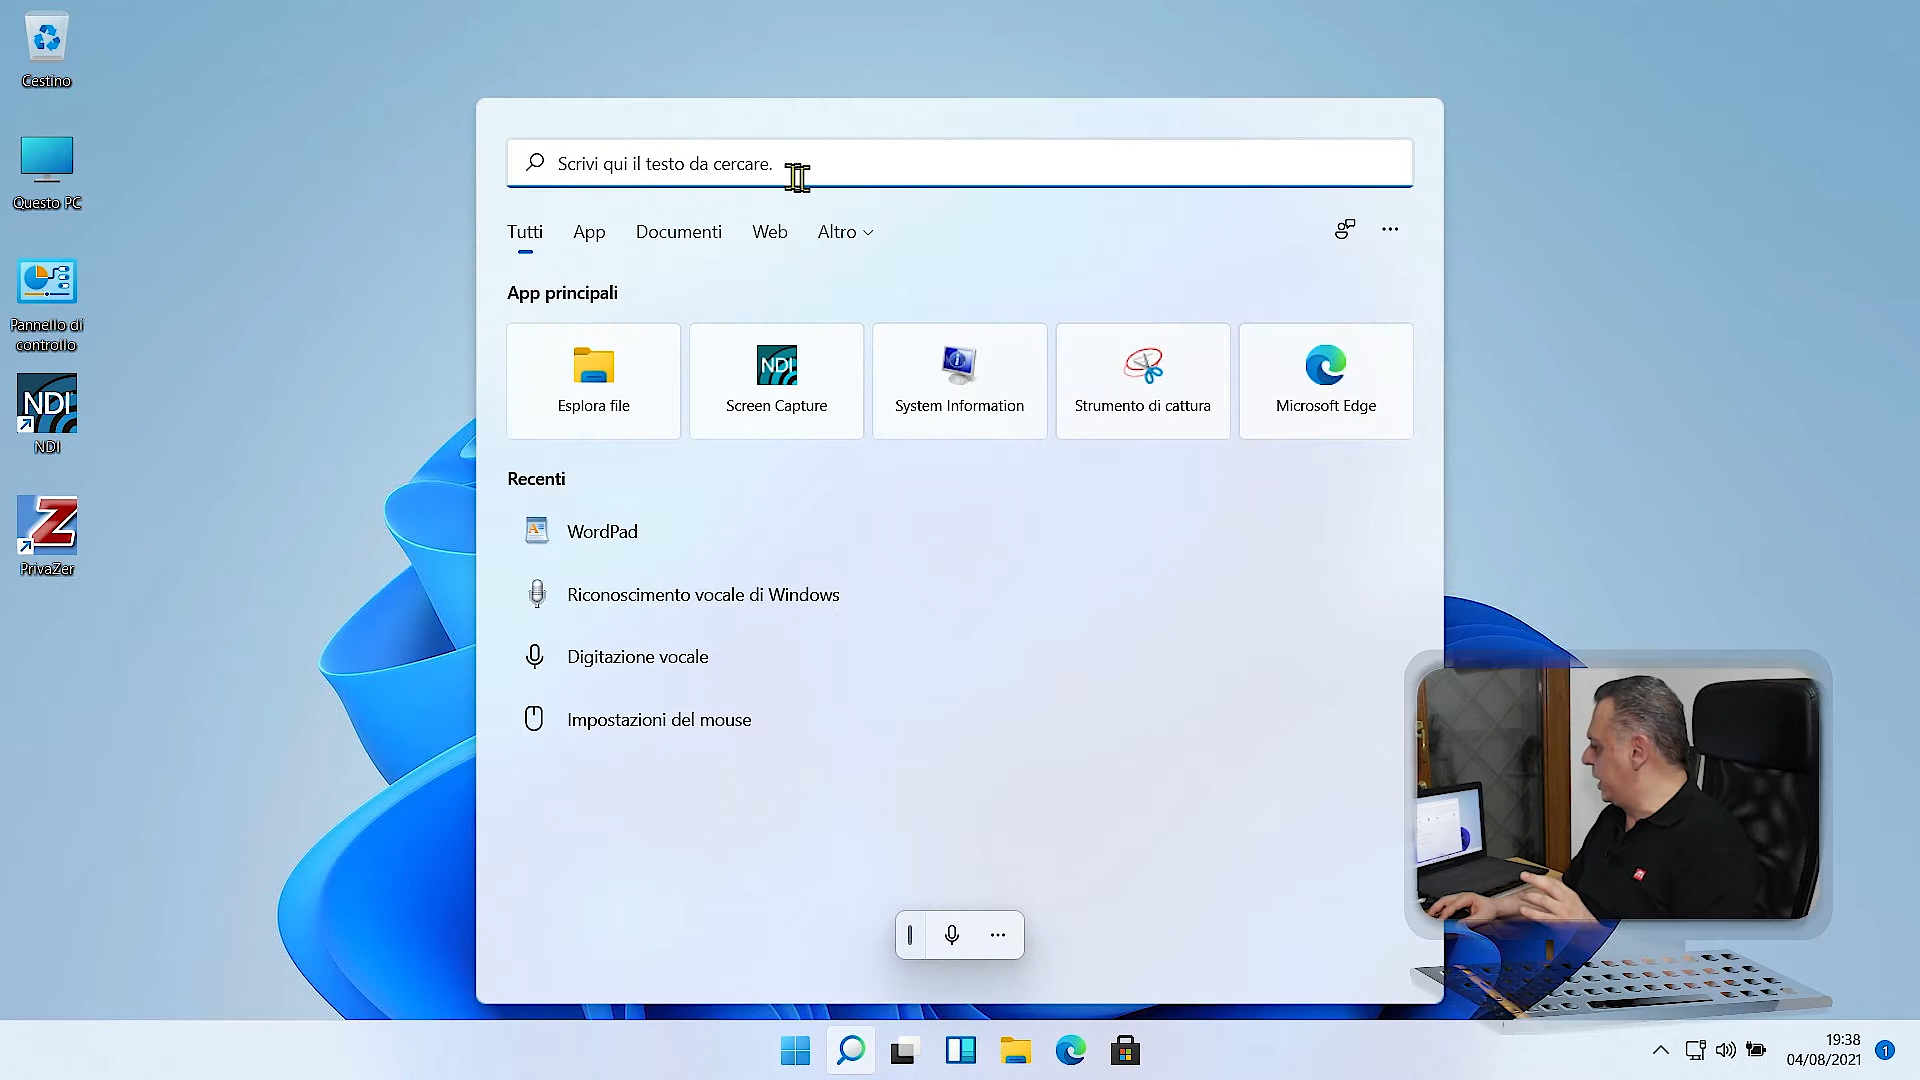 Cestino
Questo PC
Pannello di
controllo
NDI
NDI
PrivaZer
Scrivi qui il testo da cercare.
Tutti App Documenti Web Altro
App principali
NDI
Esplora file Screen Capture System Information Strumento di cattura Microsoft Edge
Recenti
WordPad
Riconoscimento vocale di Windows
Digitazione vocale
Impostazioni del mouse
19:38
04/08/2021
1